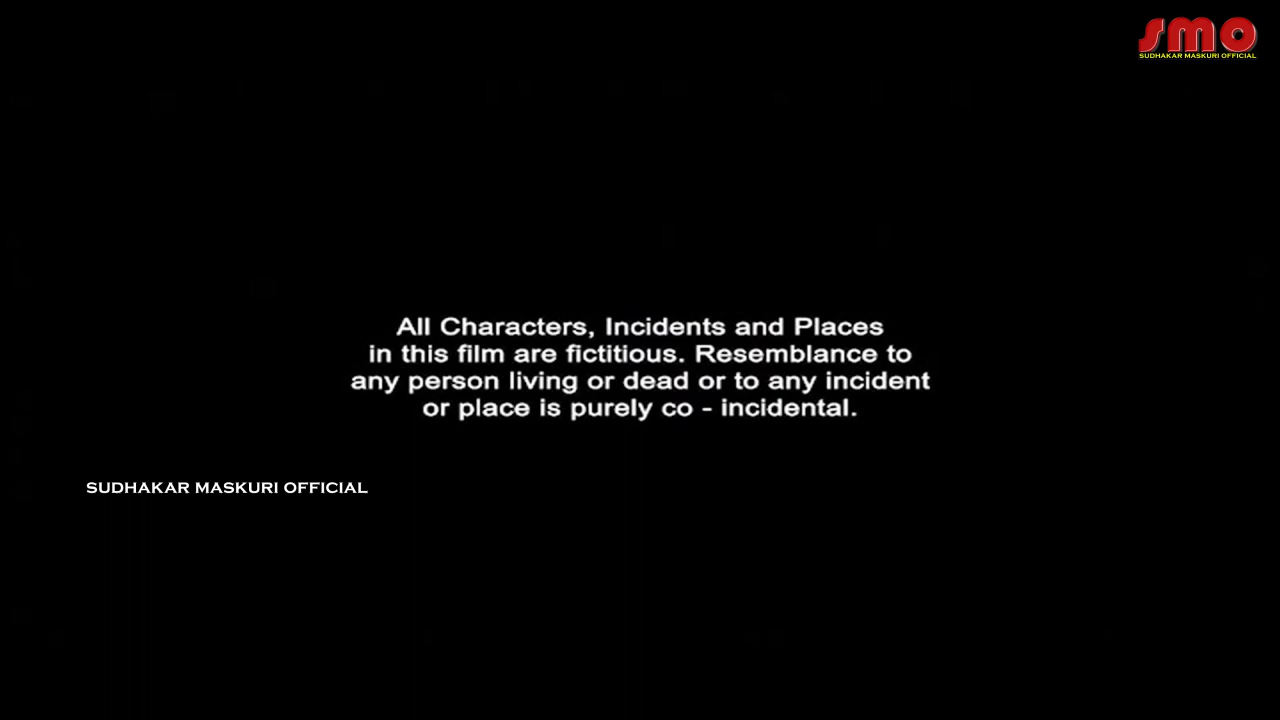 SMO
SUDHAKAR MASKURI OFFICIAL
All Characters, Incidents and Places
in this film are fictitious. Resemblance to
any person living or dead or to any incident
or place is purely co - incidental.
SUDHAKAR MASKURI OFFICIAL